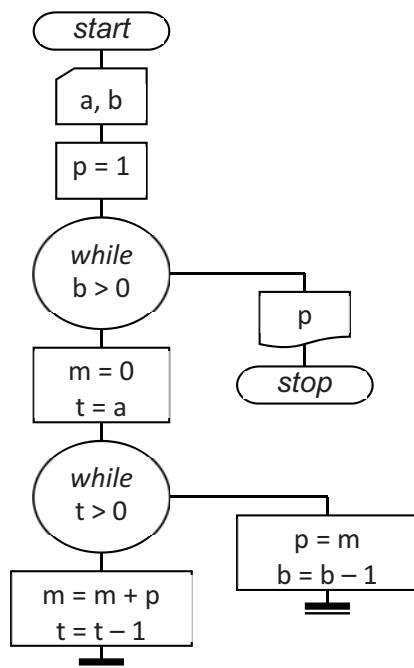 start
a, b
p = 1
while
b > 0
p
stop
m = 0
t = a
while
t > 0
p = m
b = b – 1
m = m + p
t = t – 1